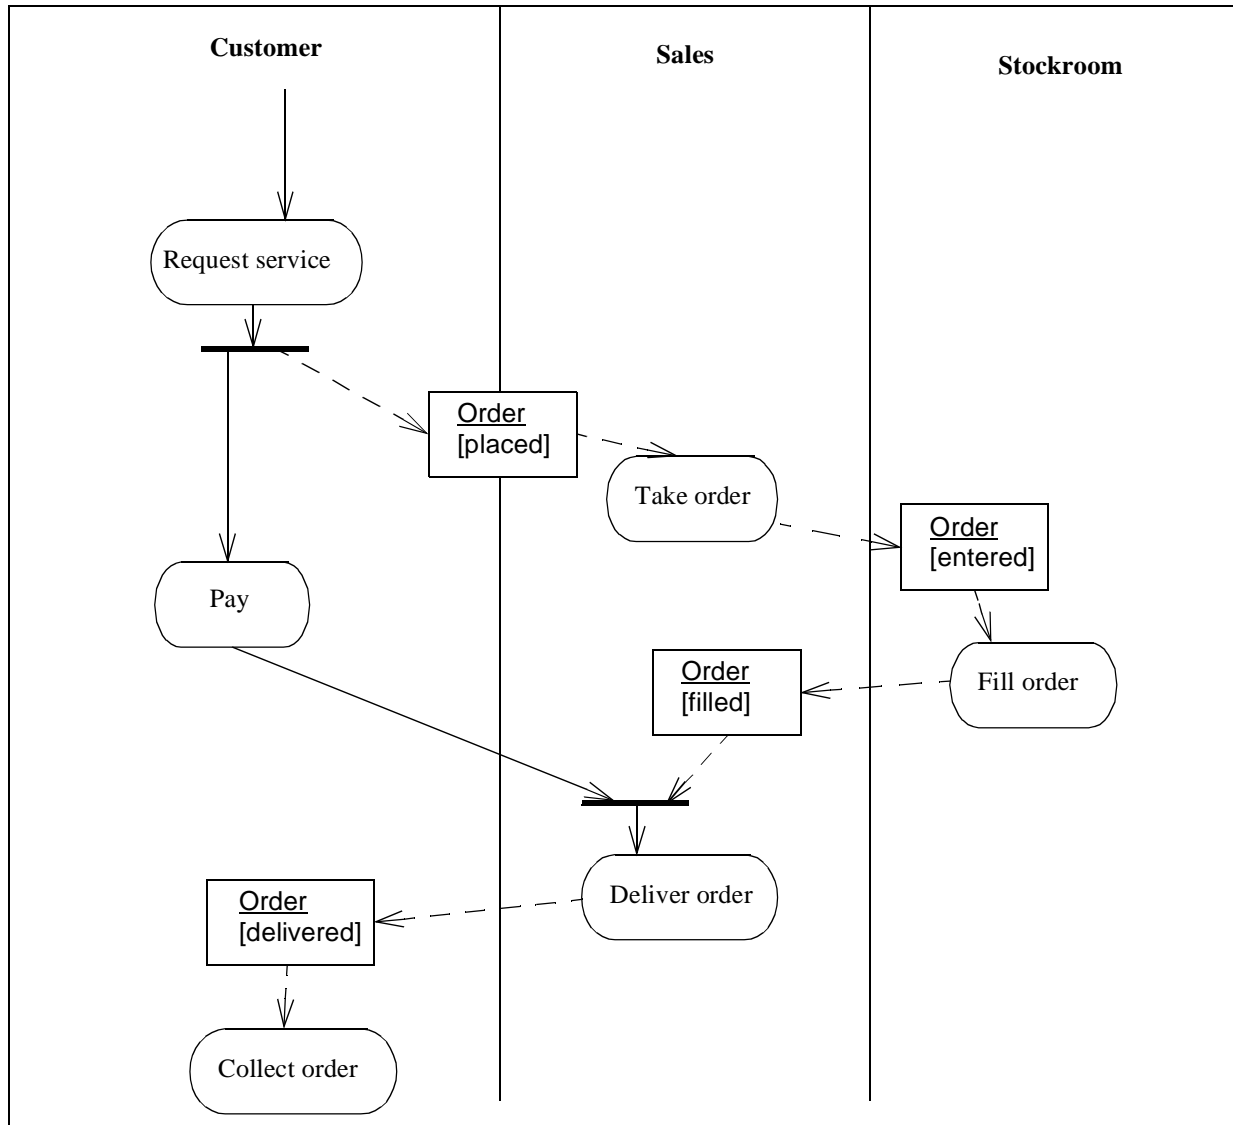 Customer
Sales
Stockroom
Request service
Order
[placed]
Take order
Order
[entered]
Pay
Order
[filled]
Fill order
Deliver order
Order
[delivered]
Collect order